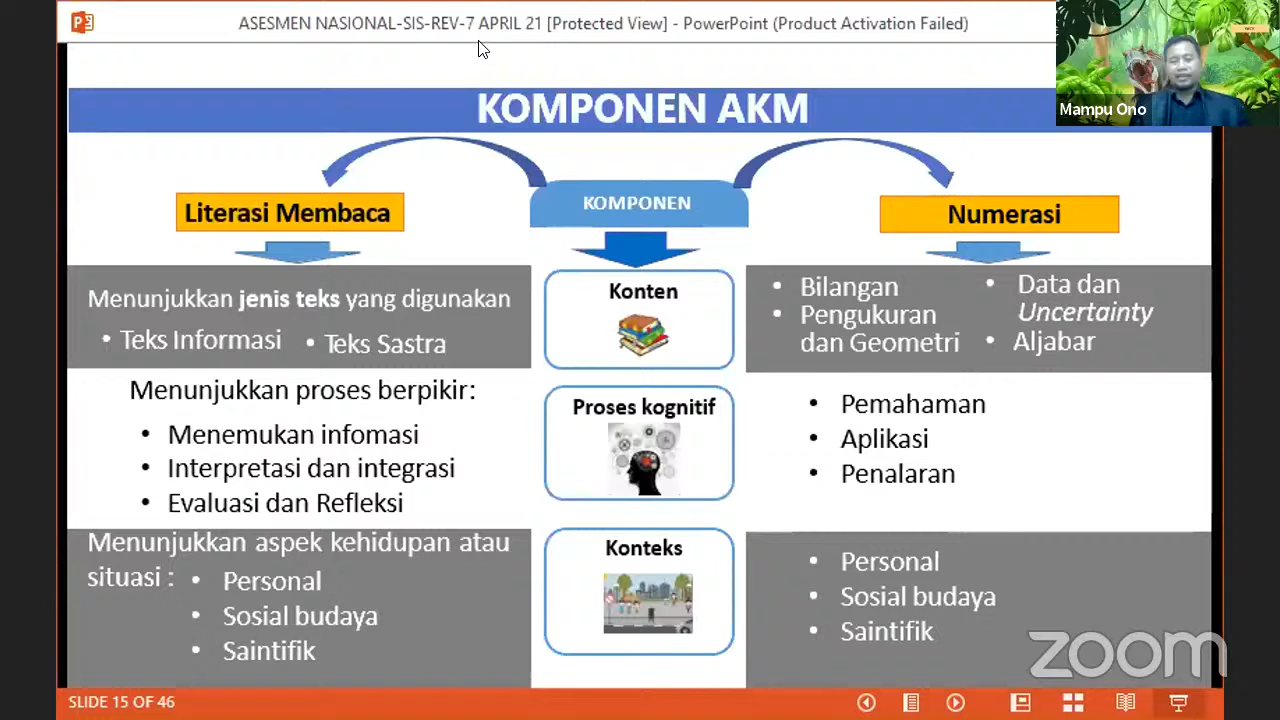 ASESMEN NASIONAL-SIS-REV-7 APRIL 21 [Protected View] - PowerPoint (Product Activation Failed)
Mampu Ono
KOMPONEN AKM
KOMPONEN
Literasi Membaca
Numerasi
Menunjukkan jenis teks yang digunakan
• Teks Informasi
• Teks Sastra
Konten
• Bilangan
• Pengukuran
dan Geometri
• Data dan
Uncertainty
• Aljabar
Menunjukkan proses berpikir:
• Menemukan infomasi
• Interpretasi dan integrasi
• Evaluasi dan Refleksi
Proses kognitif
• Pemahaman
• Aplikasi
• Penalaran
Menunjukkan aspek kehidupan atau
situasi :
• Personal
• Sosial budaya
• Saintifik
Konteks
• Personal
• Sosial budaya
• Saintifik
zoom
SLIDE 15 OF 46